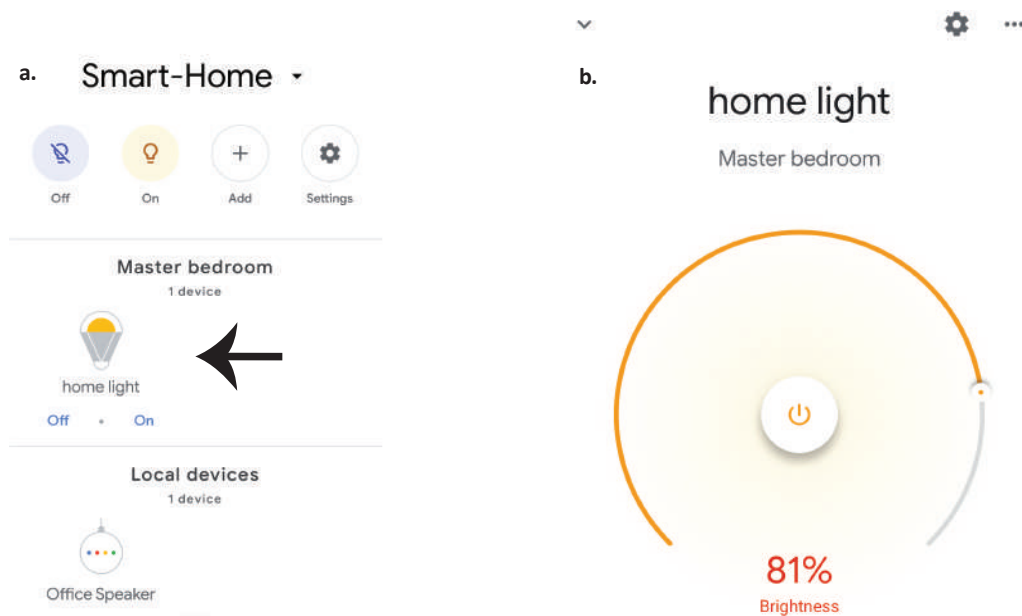 a.
Smart-Home
Off
On
Add
Settings
Master bedroom
1 device
home light
Off • On
Local devices
1 device
Office Speaker
b.
home light
Master bedroom
81%
Brightness